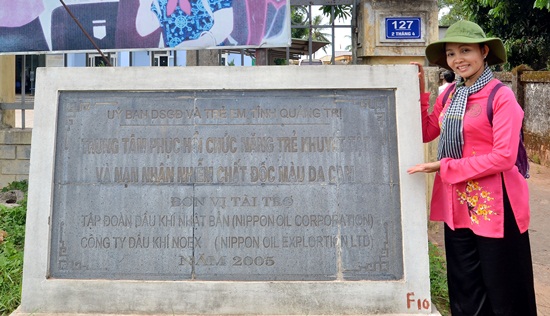 127
2 THÁNG 4
UỶ BAN DSGĐ VÀ TRẺ EM TỈNH QUẢNG TRỊ
TRUNG TÂM PHỤC HỒI CHỨC NĂNG TRẺ KHUYẾT TẬT
VÀ NẠN NHÂN NHIỄM CHẤT ĐỘC MÀU DA CAM
ĐƠN VỊ TÀI TRỢ
TẬP ĐOÀN DẦU KHÍ NHẬT BẢN (NIPPON OIL CORPORATION)
CÔNG TY DẦU KHÍ NOEX (NIPPON OIL EXPLORTION LTD)
NĂM 2005
F10